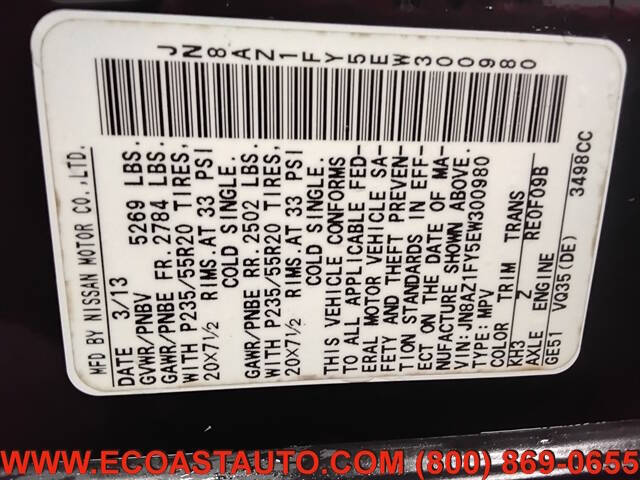 JN8AZ1FY5EW300980
MFD BY NISSAN MOTOR CO.,LTD.
DATE 3/13
GVWR/PNBV 5269 LBS.
GAWR/PNBE FR. 2784 LBS.
WITH P235/55R20 TIRES,
20X7½ RIMS.AT 33 PSI
COLD SINGLE.
GAWR/PNBE RR. 2502 LBS.
WITH P235/55R20 TIRES,
20X7½ RIMS.AT 33 PSI
COLD SINGLE.
THIS VEHICLE CONFORMS
TO ALL APPLICABLE FED-
ERAL MOTOR VEHICLE SA-
FETY AND THEFT PREVEN-
TION STANDARDS IN EFF-
ECT ON THE DATE OF MA-
NUFACTURE SHOWN ABOVE.
VIN:JN8AZ1FY5EW300980
TYPE:MPV
COLOR TRIM TRANS
KH3 Z RE0F09B
AXLE ENGINE
GE51 VQ35(DE) 3498CC
WWW.ECOASTAUTO.COM (800) 869-0655